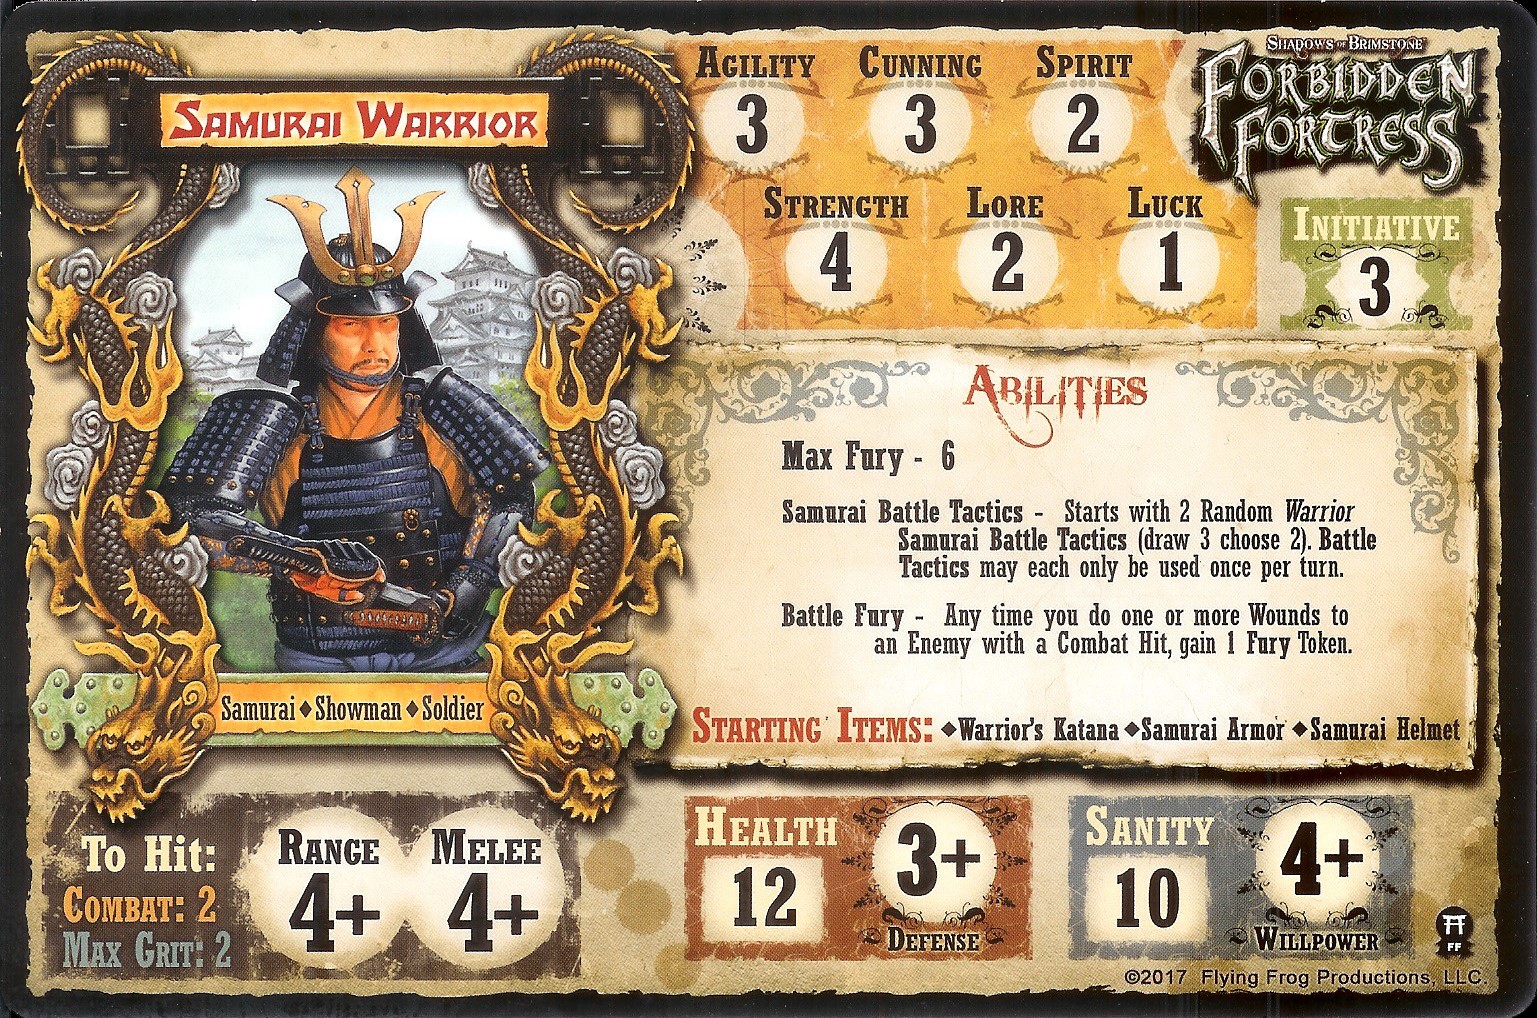 SAMURAI WARRIOR
AGILITY
3
CUNNING
3
SPIRIT
2
SHADOWS OF BRIMSTONE
FORBIDDEN
FORTRESS
STRENGTH
4
LORE
2
LUCK
1
INITIATIVE
3
ABILITIES
Max Fury - 6
Samurai Battle Tactics - Starts with 2 Random Warrior
Samurai Battle Tactics (draw 3 choose 2). Battle
Tactics may each only be used once per turn.
Battle Fury - Any time you do one or more Wounds to
an Enemy with a Combat Hit, gain 1 Fury Token.
STARTING ITEMS: ◆Warrior's Katana ◆Samurai Armor ◆Samurai Helmet
Samurai ◆ Showman ◆ Soldier
TO HIT:
COMBAT: 2
MAX GRIT: 2
RANGE
4+
MELEE
4+
HEALTH
12
3+
DEFENSE
SANITY
10
4+
WILLPOWER
FF
©2017 Flying Frog Productions, LLC.